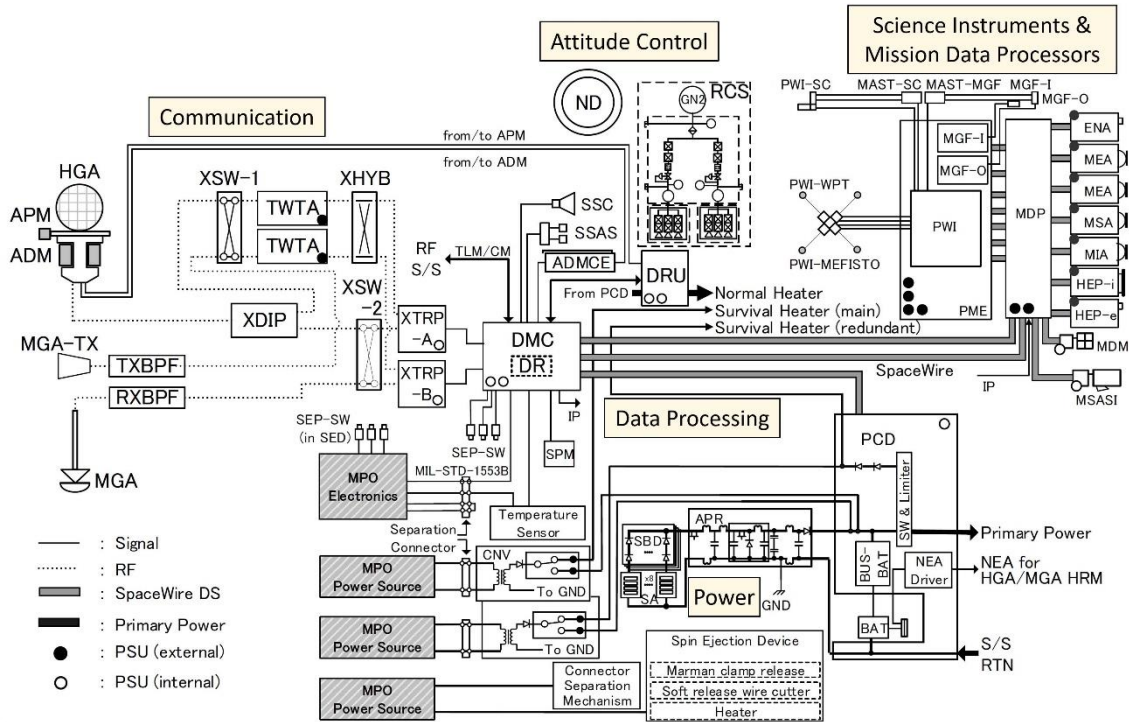 Communication
Attitude Control
Science Instruments &
Mission Data Processors
ND
RCS
GN2
from/to APM
from/to ADM
HGA
APM
ADM
XSW-1
TWTA
TWTA
XHYB
XSW
-2
XDIP
MGA-TX
TXBPF
RXBPF
MGA
RF
S/S
TLM/CM
XTRP
-A
XTRP
-B
SSC
SSAS
ADMCE
DRU
From PCD
Normal Heater
Survival Heater (main)
Survival Heater (redundant)
DMC
DR
IP
SEP-SW
SPM
Data Processing
SpaceWire
IP
PWI-SC
MAST-SC
MAST-MGF
MGF-I
MGF-O
MGF-I
MGF-O
PWI-WPT
PWI-MEFISTO
PWI
PME
MDP
ENA
MEA
MEA
MSA
MIA
HEP-i
HEP-e
MDM
MSASI
SEP-SW
(in SED)
MPO
Electronics
MIL-STD-1553B
Temperature
Sensor
Separation
Connector
CNV
To GND
To GND
MPO
Power Source
MPO
Power Source
MPO
Power Source
Connector
Separation
Mechanism
Spin Ejection Device
Marman clamp release
Soft release wire cutter
Heater
SBD
x8
SA
APR
Power
GND
PCD
SW & Limiter
BUS-
BAT
BAT
NEA
Driver
Primary Power
NEA for
HGA/MGA HRM
S/S
RTN
: Signal
: RF
: SpaceWire DS
: Primary Power
: PSU (external)
: PSU (internal)